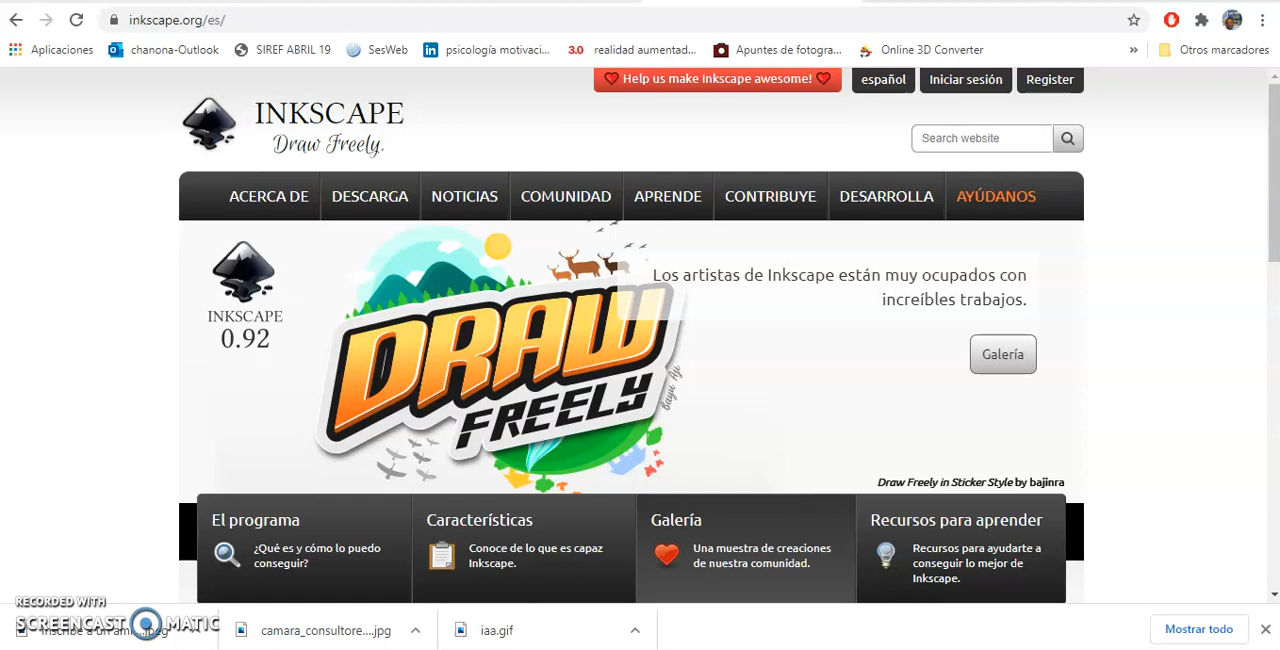 inkscape.org/es/
Aplicaciones
chanona-Outlook
SIREF ABRIL 19
SesWeb
psicología motivaci...
3.0 realidad aumentad...
Apuntes de fotogra...
Online 3D Converter
»
Otros marcadores
Help us make Inkscape awesome!
español
Iniciar sesión
Register
INKSCAPE
Draw Freely.
Search website
ACERCA DE
DESCARGA
NOTICIAS
COMUNIDAD
APRENDE
CONTRIBUYE
DESARROLLA
AYÚDANOS
INKSCAPE
0.92
DRAW
FREELY
Bayu Aji
Los artistas de Inkscape están muy ocupados con
increíbles trabajos.
Galería
Draw Freely in Sticker Style by bajinra
El programa
¿Qué es y cómo lo puedo
conseguir?
Características
Conoce de lo que es capaz
Inkscape.
Galería
Una muestra de creaciones
de nuestra comunidad.
Recursos para aprender
Recursos para ayudarte a
conseguir lo mejor de
Inkscape.
RECORDED WITH
SCREENCAST MATIC
camara_consultore....jpg
iaa.gif
Mostrar todo